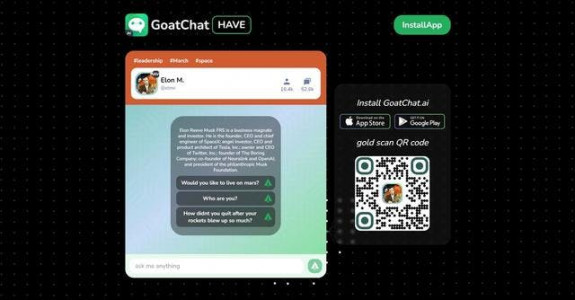 GoatChat HAVE
InstallApp
#leadership #March #space
Elon M.
Elon Reeve Musk FRS is a business magnate
and investor. He is the founder, CEO and chief
engineer of SpaceX; angel investor, CEO and
product architect of Tesla, Inc.; owner and CEO
of Twitter, Inc.; founder of The Boring
Company; co-founder of Neuralink and OpenAI;
and president of the philanthropic Musk
Foundation.
Would you like to live on mars?
Who are you?
How didnt you quit after your
rockets blew up so much?
ask me anything
Install GoatChat.ai
Download on the
App Store
GET IT ON
Google Play
gold scan QR code